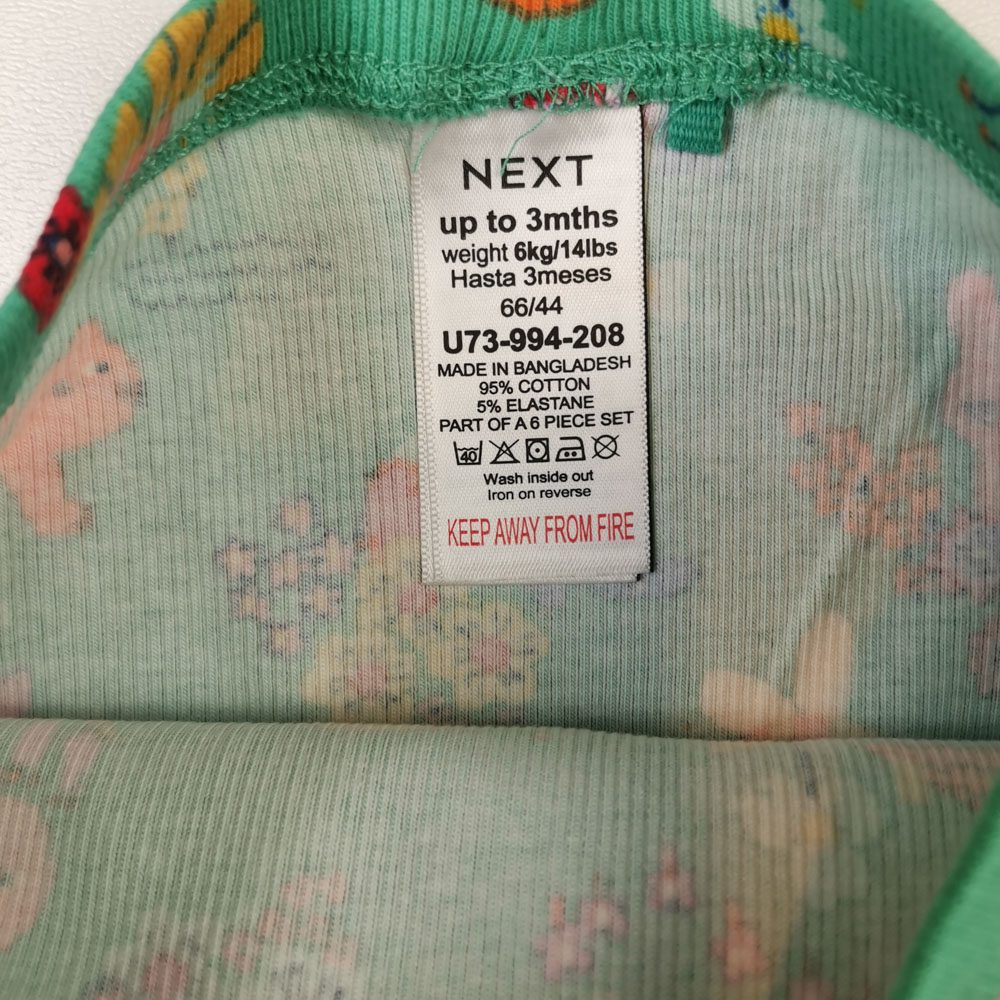 NEXT
up to 3mths
weight 6kg/14lbs
Hasta 3meses
66/44
U73-994-208
MADE IN BANGLADESH
95% COTTON
5% ELASTANE
PART OF A 6 PIECE SET
40
Wash inside out
Iron on reverse
KEEP AWAY FROM FIRE